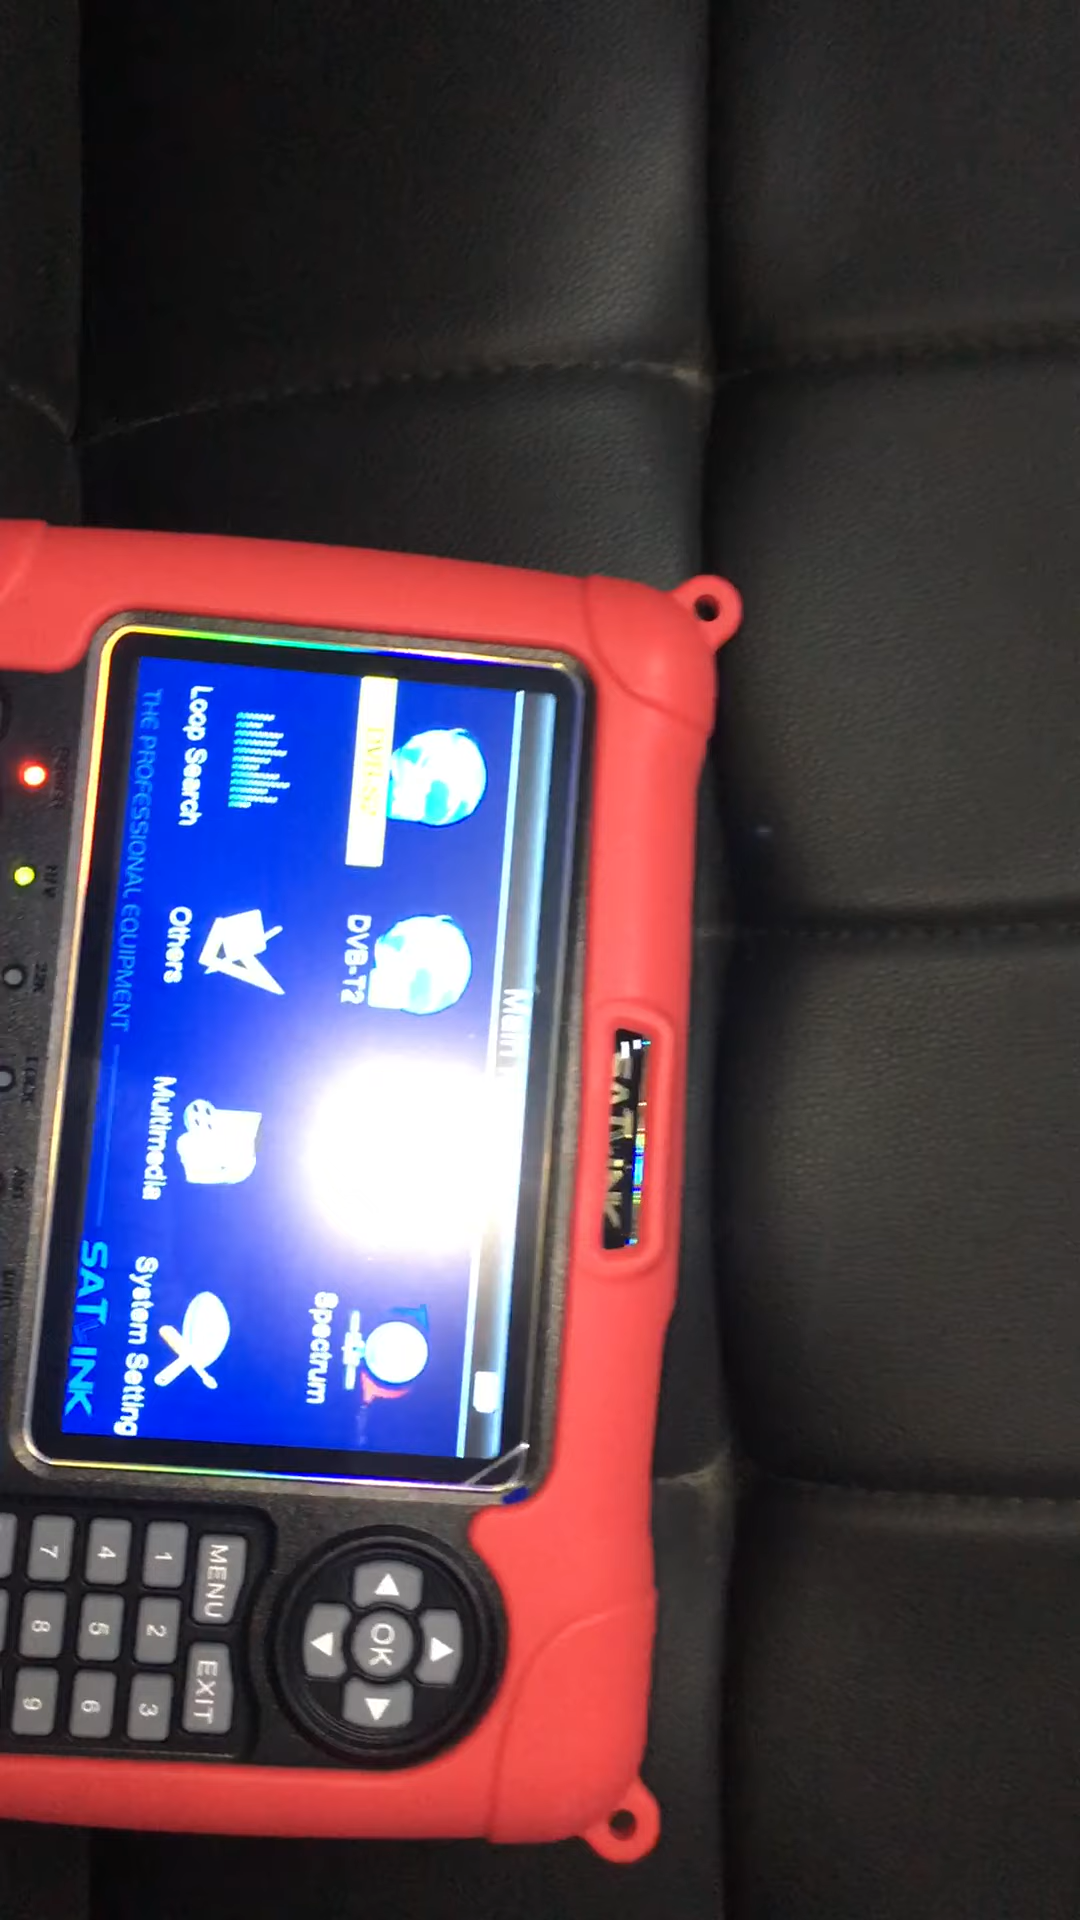 SATLINK
Main
DVB-S2
DVB-T2
Spectrum
Loop Search
Others
Multimedia
System Setting
THE PROFESSIONAL EQUIPMENT
SATLINK
OK
MENU
EXIT
1 2 3
4 5 6
7 8 9